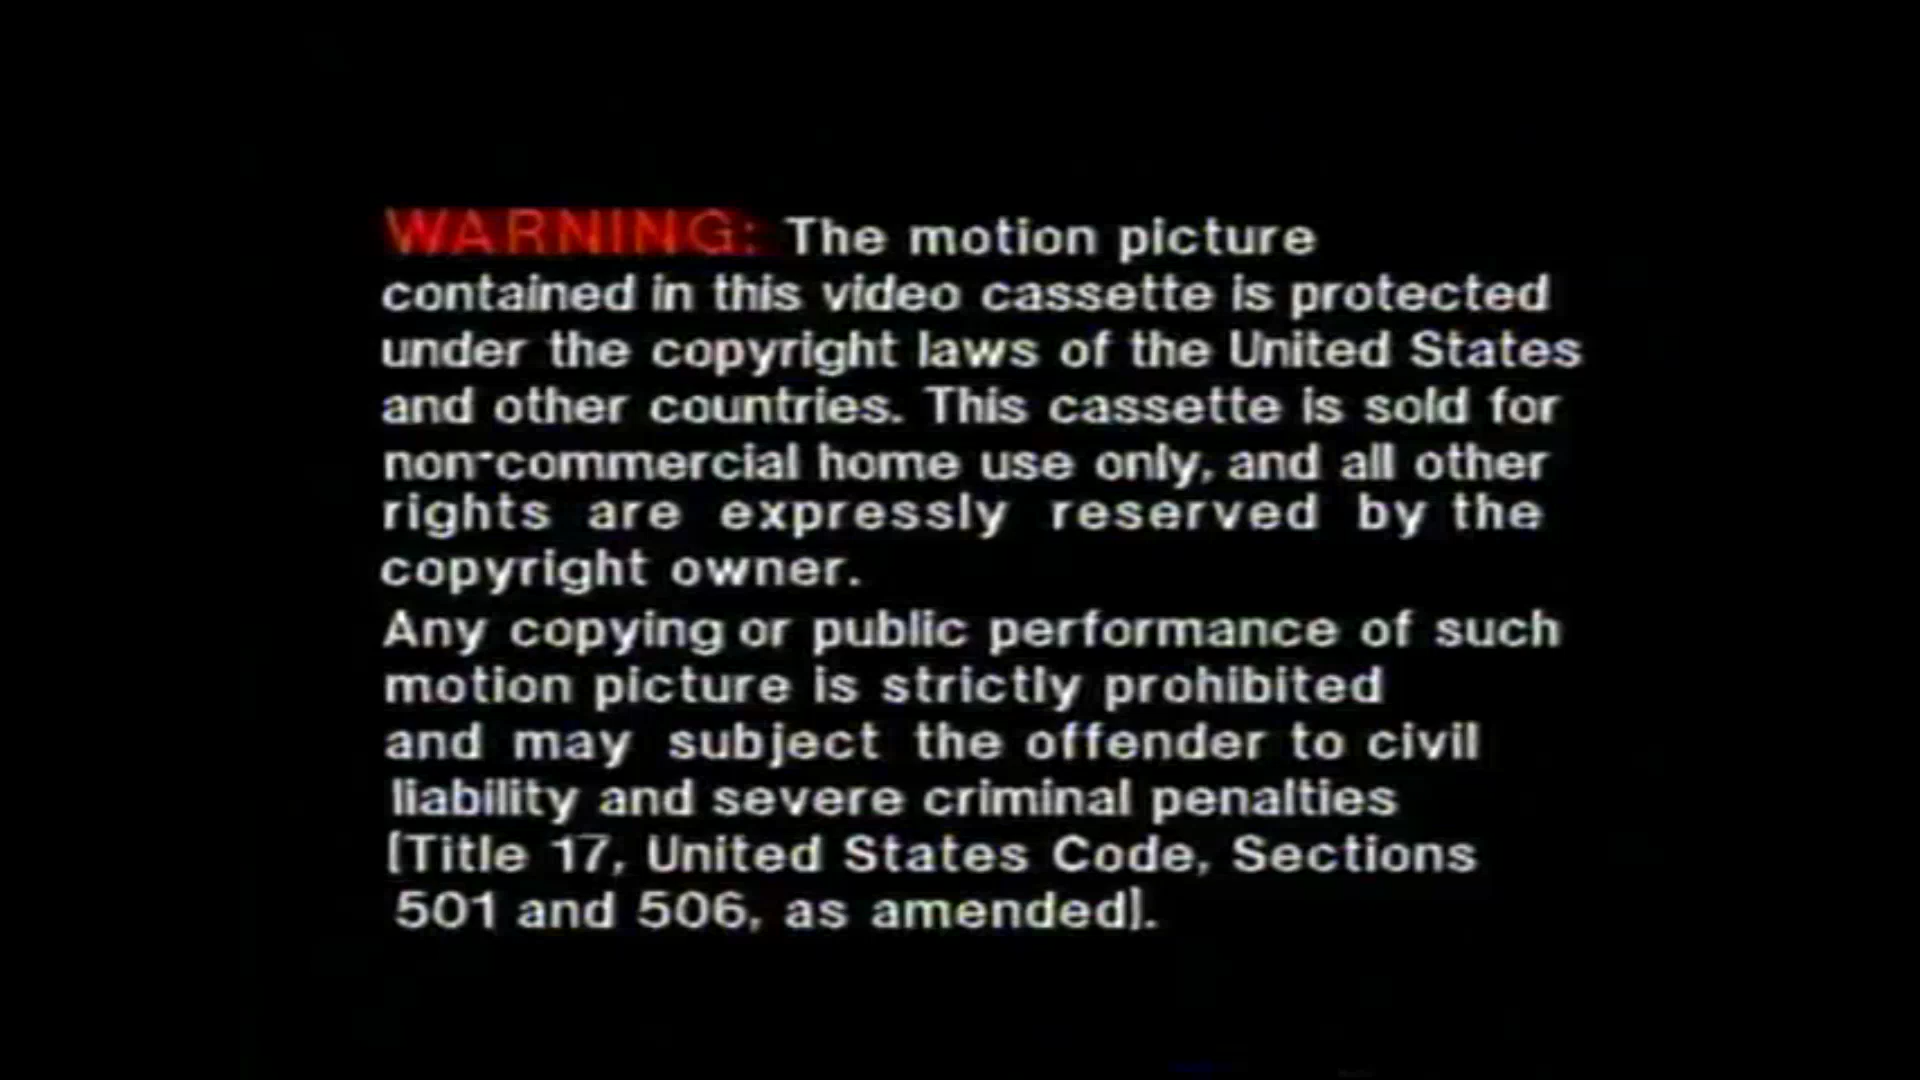 WARNING: The motion picture
contained in this video cassette is protected
under the copyright laws of the United States
and other countries. This cassette is sold for
non-commercial home use only, and all other
rights are expressly reserved by the
copyright owner.
Any copying or public performance of such
motion picture is strictly prohibited
and may subject the offender to civil
liability and severe criminal penalties
[Title 17, United States Code, Sections
501 and 506, as amended].